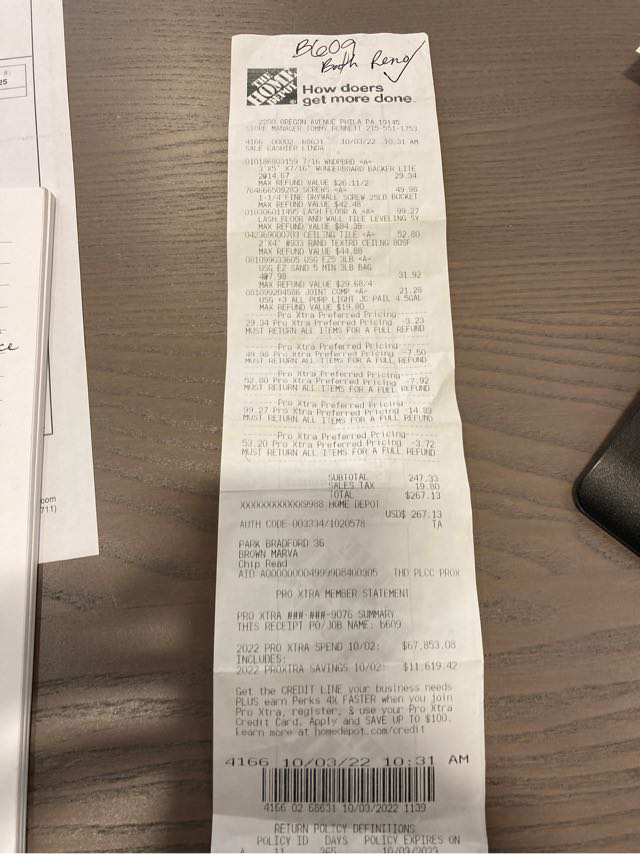 B609
Bath Reno
THE HOME DEPOT
How doers
get more done.
2200 OREGON AVENUE PHILA PA 19145
STORE MANAGER TOMMY BENNETT 215-551-1753
4166 00002 68631 10/03/22 10:31 AM
SALE CASHIER LINDA
010186803159 7/16 WNDPBRD <A>
3'X5' X7/16" WONDERBOARD BACKER LITE
2@14.67 29.34
MAX REFUND VALUE $26.11/2
764666509283 SCREWS <A> 49.98
1-1/4 FINE DRYWALL SCREW 25LB BUCKET
MAX REFUND VALUE $42.48
010306011495 LASH FLOOR A <A> 99.27
LASH FLOOR AND WALL TILE LEVELING SY
MAX REFUND VALUE $84.38
042369000703 CEILING TILE <A> 52.80
2'X4' #933 RAND TEXTRD CEILNG 80SF
MAX REFUND VALUE $44.88
081099033605 USG EZ5 3LB <A>
USG EZ SAND 5 MIN 3LB BAG
4@7.98 31.92
MAX REFUND VALUE $29.68/4
081099204586 JOINT COMP <A> 21.28
USG +3 ALL PURP LIGHT JC PAIL 4.5GAL
MAX REFUND VALUE $19.80
Pro Xtra Preferred Pricing
29.34 Pro Xtra Preferred Pricing -3.23
MUST RETURN ALL ITEMS FOR A FULL REFUND
Pro Xtra Preferred Pricing
49.98 Pro Xtra Preferred Pricing -7.50
MUST RETURN ALL ITEMS FOR A FULL REFUND
Pro Xtra Preferred Pricing
52.80 Pro Xtra Preferred Pricing -7.92
MUST RETURN ALL ITEMS FOR A FULL REFUND
Pro Xtra Preferred Pricing
99.27 Pro Xtra Preferred Pricing -14.89
MUST RETURN ALL ITEMS FOR A FULL REFUND
Pro Xtra Preferred Pricing
53.20 Pro Xtra Preferred Pricing -3.72
MUST RETURN ALL ITEMS FOR A FULL REFUND
SUBTOTAL 247.33
SALES TAX 19.80
TOTAL $267.13
XXXXXXXXXXXX9988 HOME DEPOT
USD$ 267.13
AUTH CODE-003334/1020578 TA
PARK BRADFORD 36
BROWN MARVA
Chip Read
AID A0000000049999D8400305 THD PLCC PROX
PRO XTRA MEMBER STATEMENT
PRO XTRA ###-###-9076 SUMMARY
THIS RECEIPT PO/JOB NAME: b609
2022 PRO XTRA SPEND 10/02: $67,853.08
INCLUDES:
2022 PROXTRA SAVINGS 10/02: $11,619.42
Get the CREDIT LINE your business needs
PLUS earn Perks 4X FASTER when you join
Pro Xtra, register, & use your Pro Xtra
Credit Card. Apply and SAVE UP TO $100.
Learn more at homedepot.com/credit
4166 10/03/22 10:31 AM
4166 02 68631 10/03/2022 1139
RETURN POLICY DEFINITIONS
POLICY ID DAYS POLICY EXPIRES ON
A 11 365 10/03/2023
25
ce
com
711)